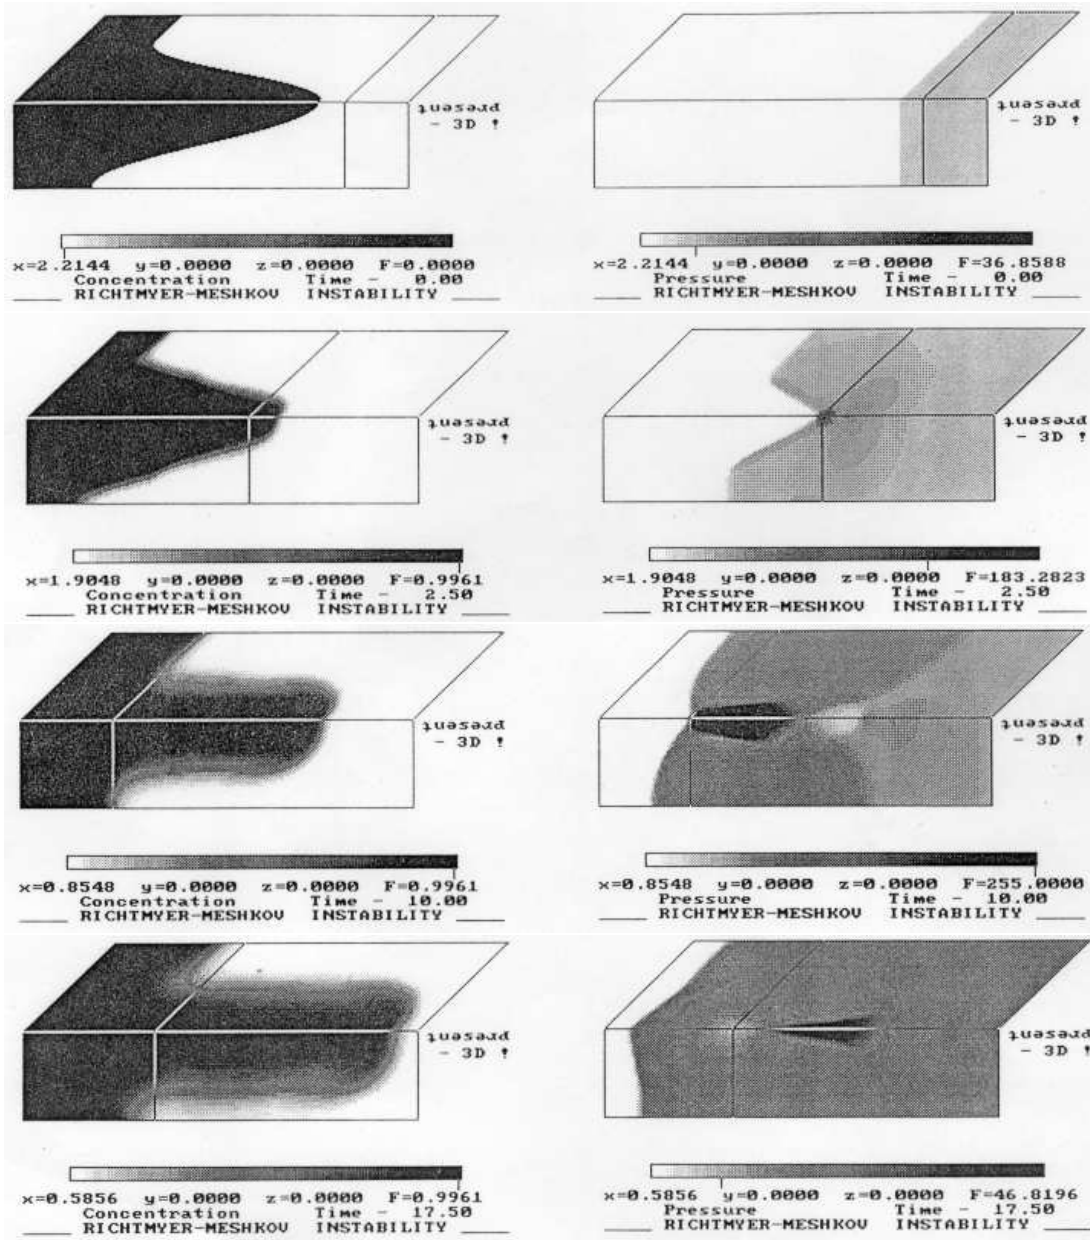 present
- 3D !
x=2.2144 y=0.0000 z=0.0000 F=0.0000
Concentration Time - 0.00
RICHTMYER-MESHKOV INSTABILITY
present
- 3D !
x=2.2144 y=0.0000 z=0.0000 F=36.8588
Pressure Time - 0.00
RICHTMYER-MESHKOV INSTABILITY
present
- 3D !
x=1.9048 y=0.0000 z=0.0000 F=0.9961
Concentration Time - 2.50
RICHTMYER-MESHKOV INSTABILITY
present
- 3D !
x=1.9048 y=0.0000 z=0.0000 F=183.2823
Pressure Time - 2.50
RICHTMYER-MESHKOV INSTABILITY
present
- 3D !
x=0.8548 y=0.0000 z=0.0000 F=0.9961
Concentration Time - 10.00
RICHTMYER-MESHKOV INSTABILITY
present
- 3D !
x=0.8548 y=0.0000 z=0.0000 F=255.0000
Pressure Time - 10.00
RICHTMYER-MESHKOV INSTABILITY
present
- 3D !
x=0.5856 y=0.0000 z=0.0000 F=0.9961
Concentration Time - 17.50
RICHTMYER-MESHKOV INSTABILITY
present
- 3D !
x=0.5856 y=0.0000 z=0.0000 F=46.8196
Pressure Time - 17.50
RICHTMYER-MESHKOV INSTABILITY